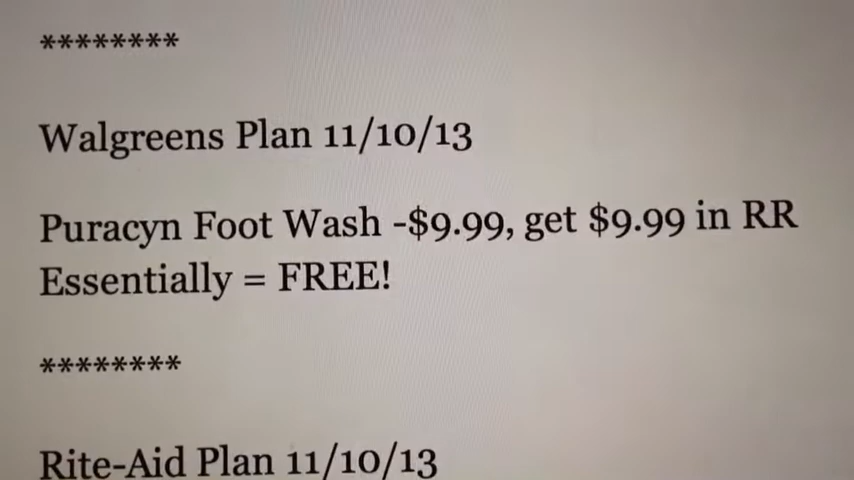 ********
Walgreens Plan 11/10/13
Puracyn Foot Wash -$9.99, get $9.99 in RR
Essentially = FREE!
********
Rite-Aid Plan 11/10/13